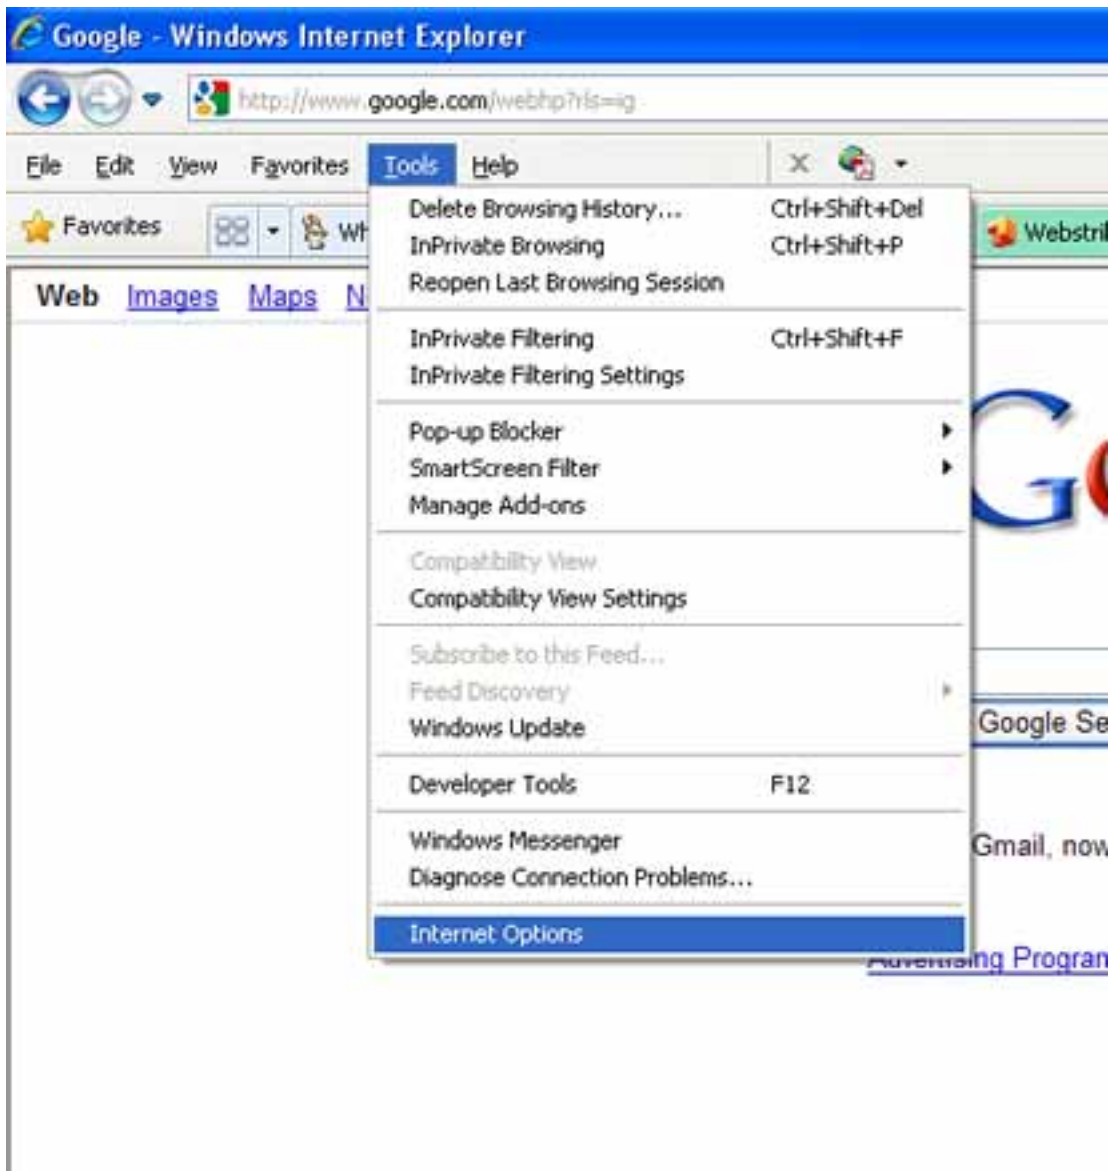 Google - Windows Internet Explorer
http://www.google.com/webhp?rls=ig
File Edit View Favorites Tools Help
Favorites Wh Webstri
Web Images Maps N
Delete Browsing History... Ctrl+Shift+Del
InPrivate Browsing Ctrl+Shift+P
Reopen Last Browsing Session
InPrivate Filtering Ctrl+Shift+F
InPrivate Filtering Settings
Pop-up Blocker
SmartScreen Filter
Manage Add-ons
Compatibility View
Compatibility View Settings
Subscribe to this Feed...
Feed Discovery
Windows Update
Developer Tools F12
Windows Messenger
Diagnose Connection Problems...
Internet Options
Go
Google Se
Gmail, now
Advertising Program